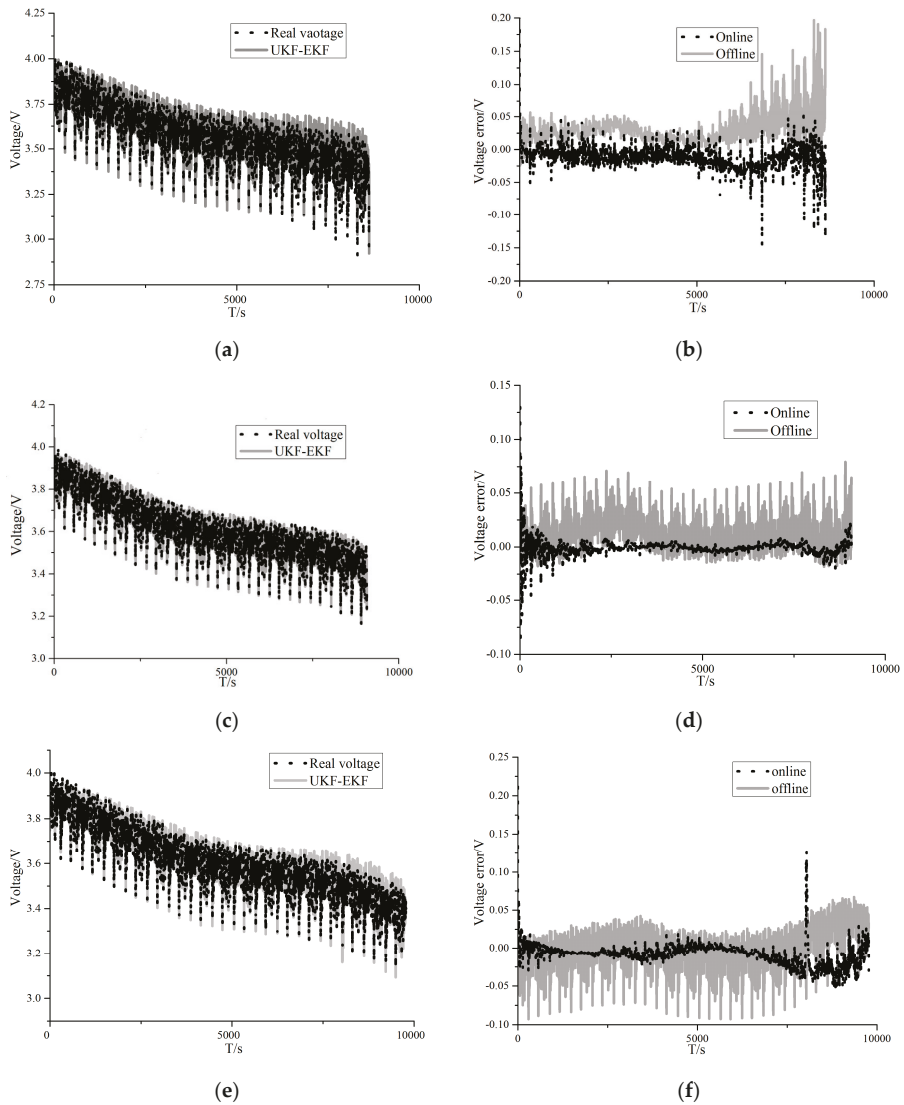 4.00
3.75
3.50
3.25
3.00
2.75
Voltage/V
Real vaotage
UKF-EKF
0
5000
10000
T/s
(a)
0.20
0.15
0.10
0.05
0.00
-0.05
-0.10
-0.15
-0.20
Voltage error/V
Online
Offline
0
5000
10000
T/s
(b)
4.2
4.0
3.8
3.6
3.4
3.2
3.0
Voltage/V
Real voltage
UKF-EKF
0
5000
10000
T/s
(c)
0.15
0.10
0.05
0.00
-0.05
-0.10
Voltage error/V
Online
Offline
0
5000
10000
T/s
(d)
4.0
3.8
3.6
3.4
3.2
3.0
Voltage/V
Real voltage
UKF-EKF
0
5000
10000
T/s
(e)
0.25
0.20
0.15
0.10
0.05
0.00
-0.05
-0.10
Voltage error/V
online
offline
0
5000
10000
T/s
(f)